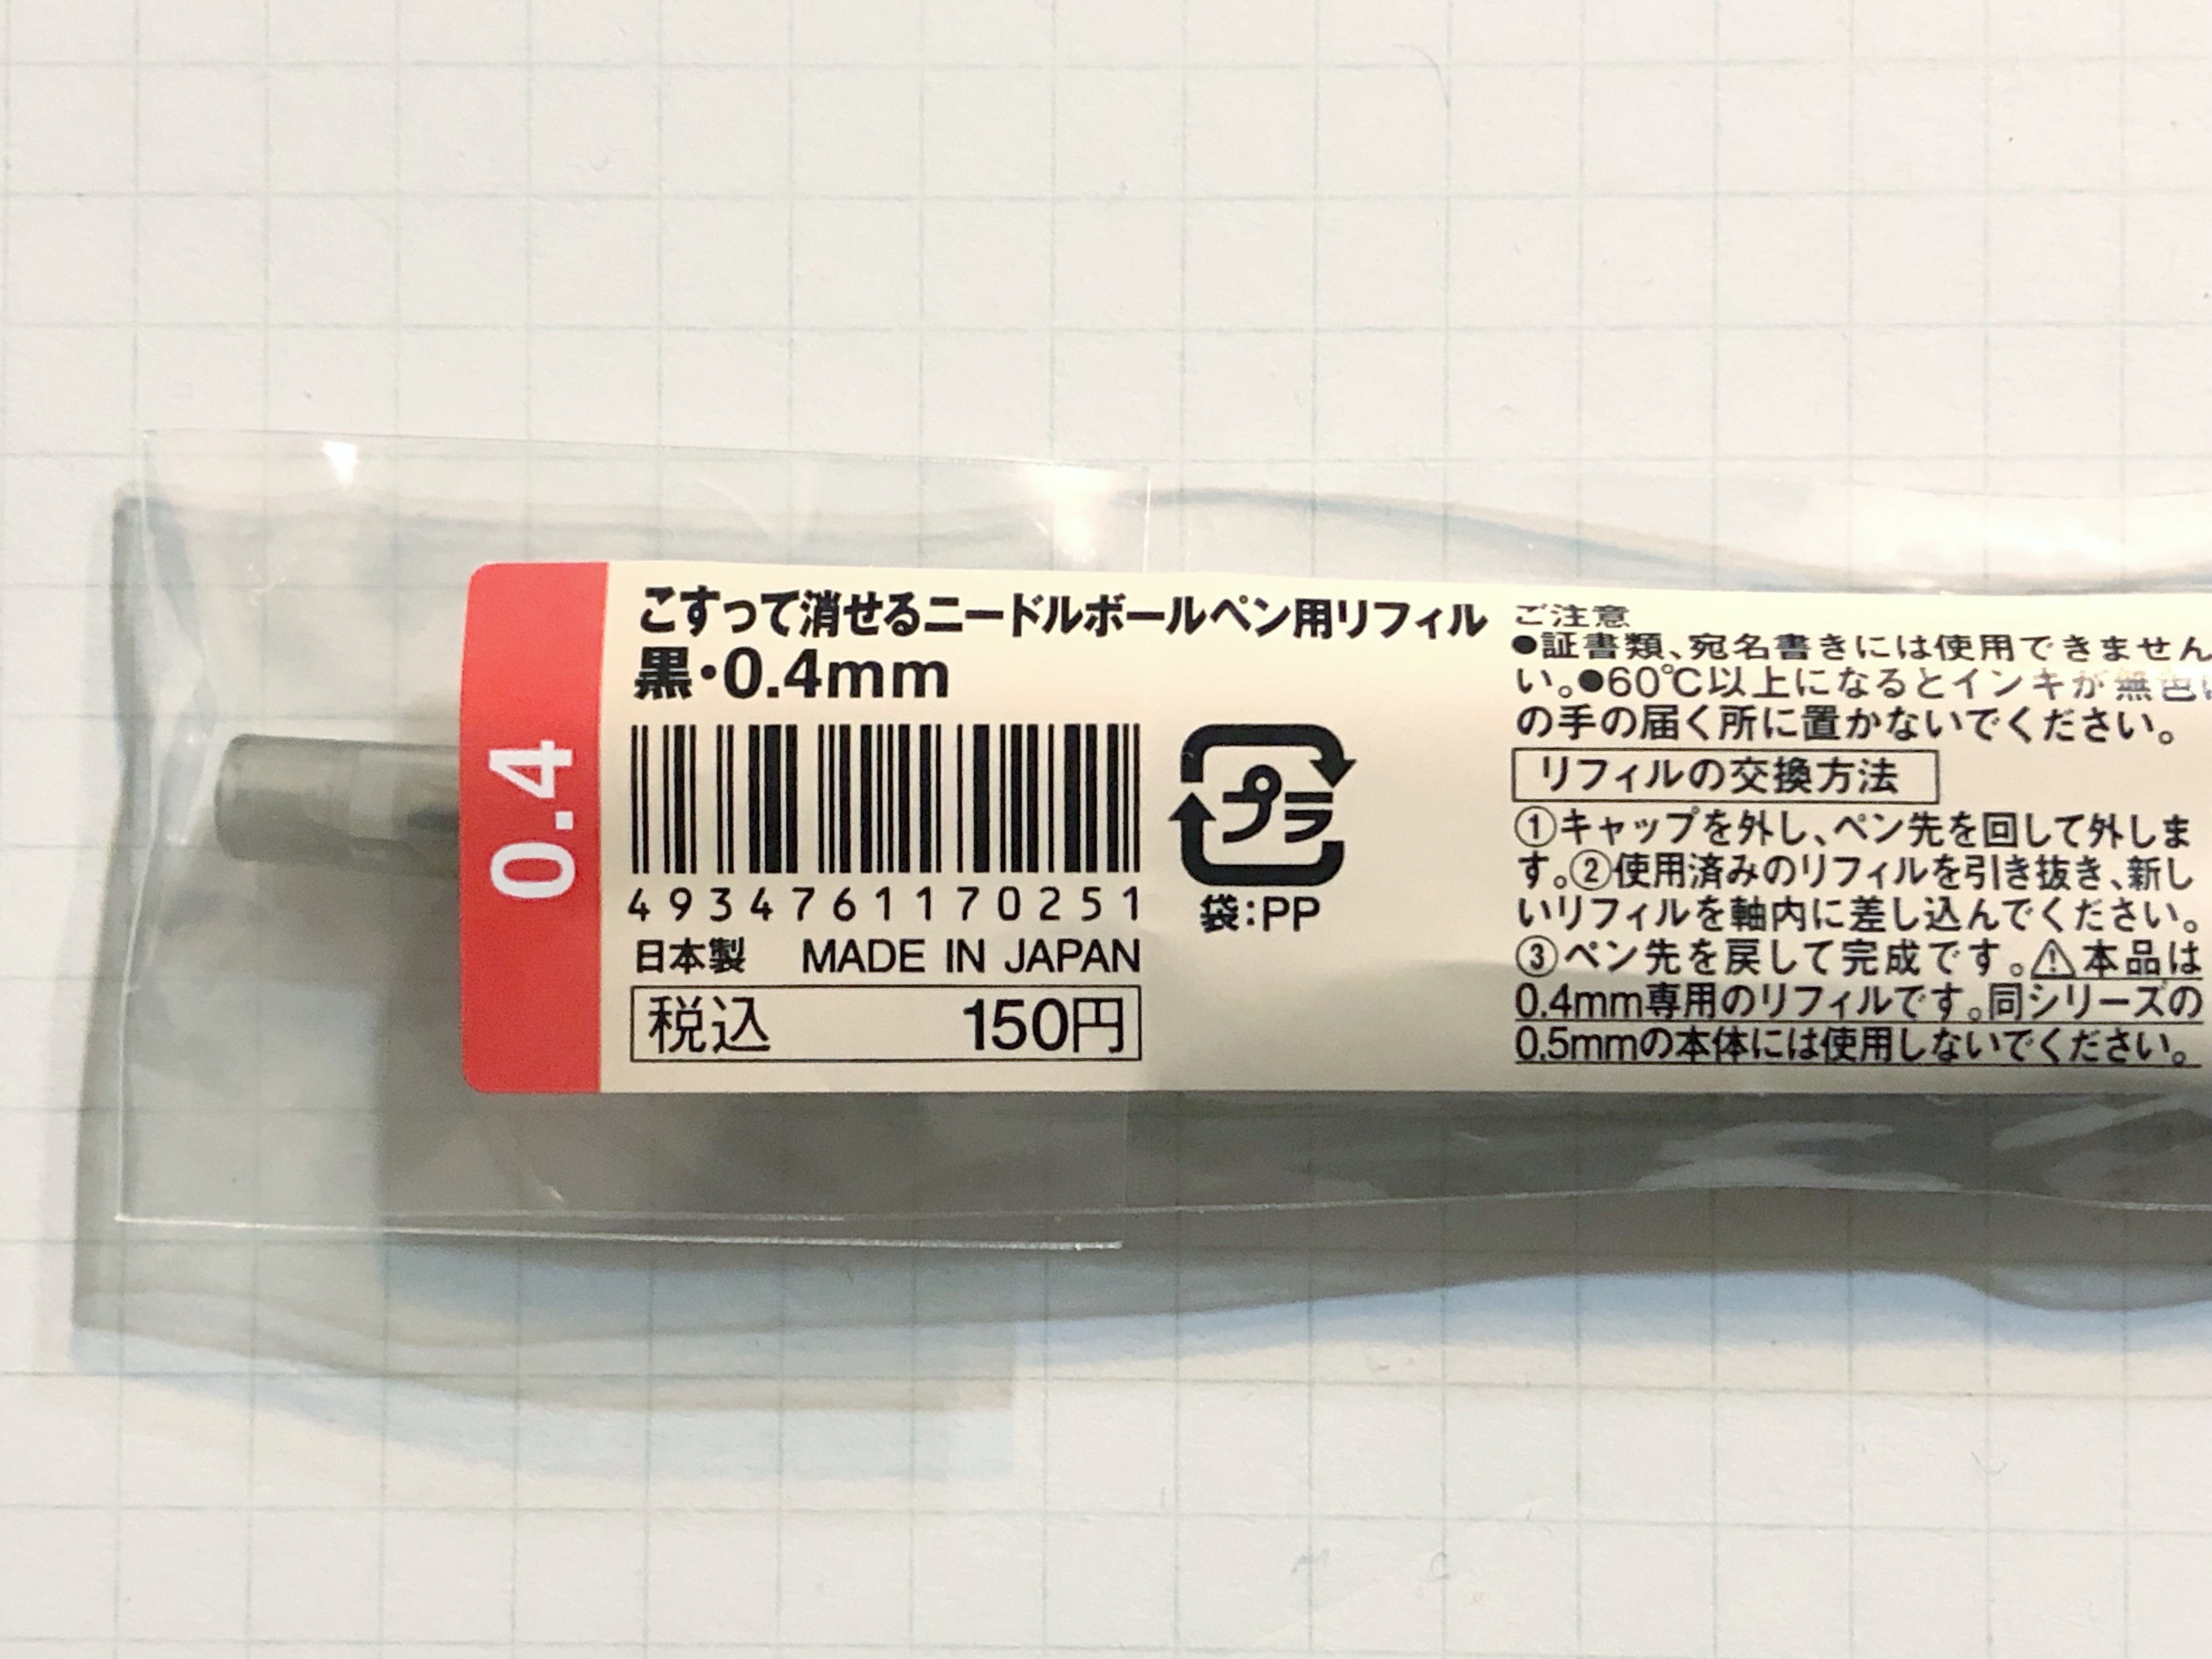 0.4
こすって消せるニードルボールペン用リフィル
黒・0.4mm
4934761170251
日本製 MADE IN JAPAN
税込 150円
プラ
袋:PP
ご注意
●証書類、宛名書きには使用できません
い。●60℃以上になるとインキが無色に
の手の届く所に置かないでください。
リフィルの交換方法
①キャップを外し、ペン先を回して外しま
す。②使用済みのリフィルを引き抜き、新し
いリフィルを軸内に差し込んでください。
③ペン先を戻して完成です。⚠本品は
0.4mm専用のリフィルです。同シリーズの
0.5mmの本体には使用しないでください。